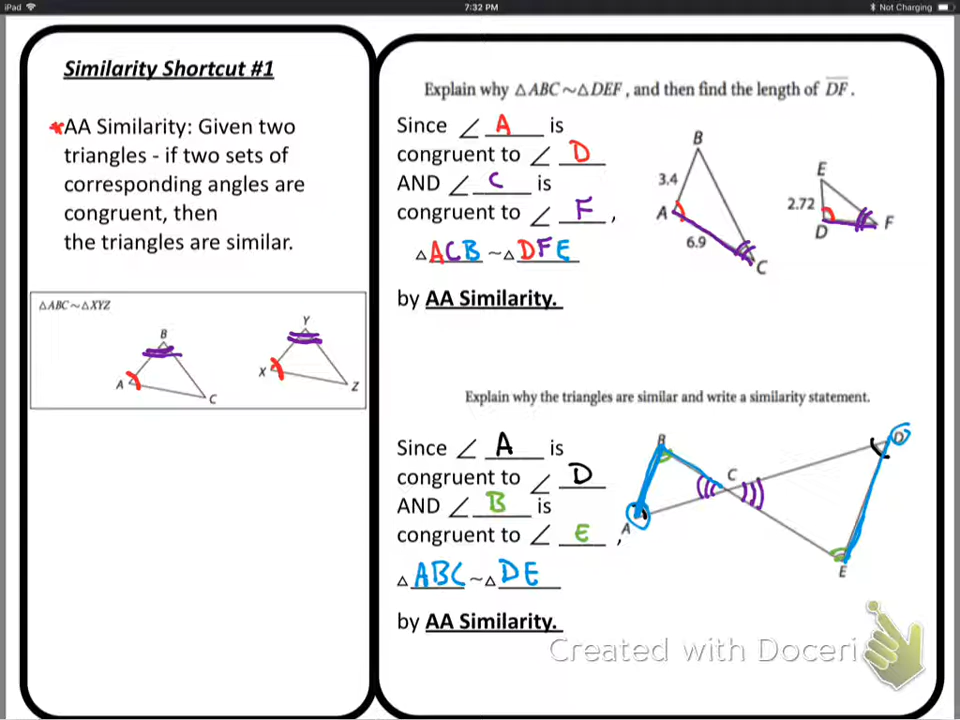 iPad
7:32 PM
Not Charging
Similarity Shortcut #1
*AA Similarity: Given two
triangles - if two sets of
corresponding angles are
congruent, then
the triangles are similar.
△ABC~△XYZ
B
A
C
Y
X
Z
Explain why △ABC~△DEF, and then find the length of D̅F̅.
Since ∠ A is
congruent to ∠ D
AND ∠ C is
congruent to ∠ F,
△ACB ~△DFE
by AA Similarity.
B
3.4
A
6.9
C
E
2.72
D
F
Explain why the triangles are similar and write a similarity statement.
Since ∠ A is
congruent to ∠ D
AND ∠ B is
congruent to ∠ E,
△ABC ~△DE
by AA Similarity.
B
A
C
D
E
Created with Doceri